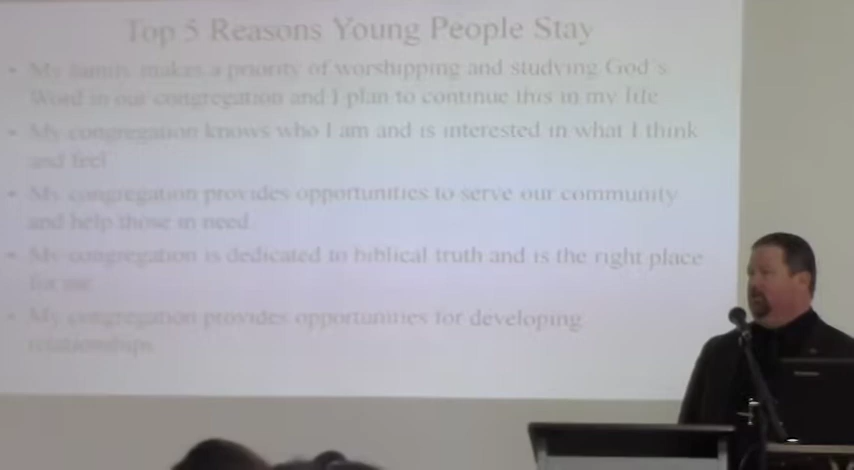 Top 5 Reasons Young People Stay
• My family makes a priority of worshipping and studying God's
Word in our congregation and I plan to continue this in my life
• My congregation knows who I am and is interested in what I think
and feel
• My congregation provides opportunities to serve our community
and help those in need
• My congregation is dedicated to biblical truth and is the right place
for me
• My congregation provides opportunities for developing
relationships